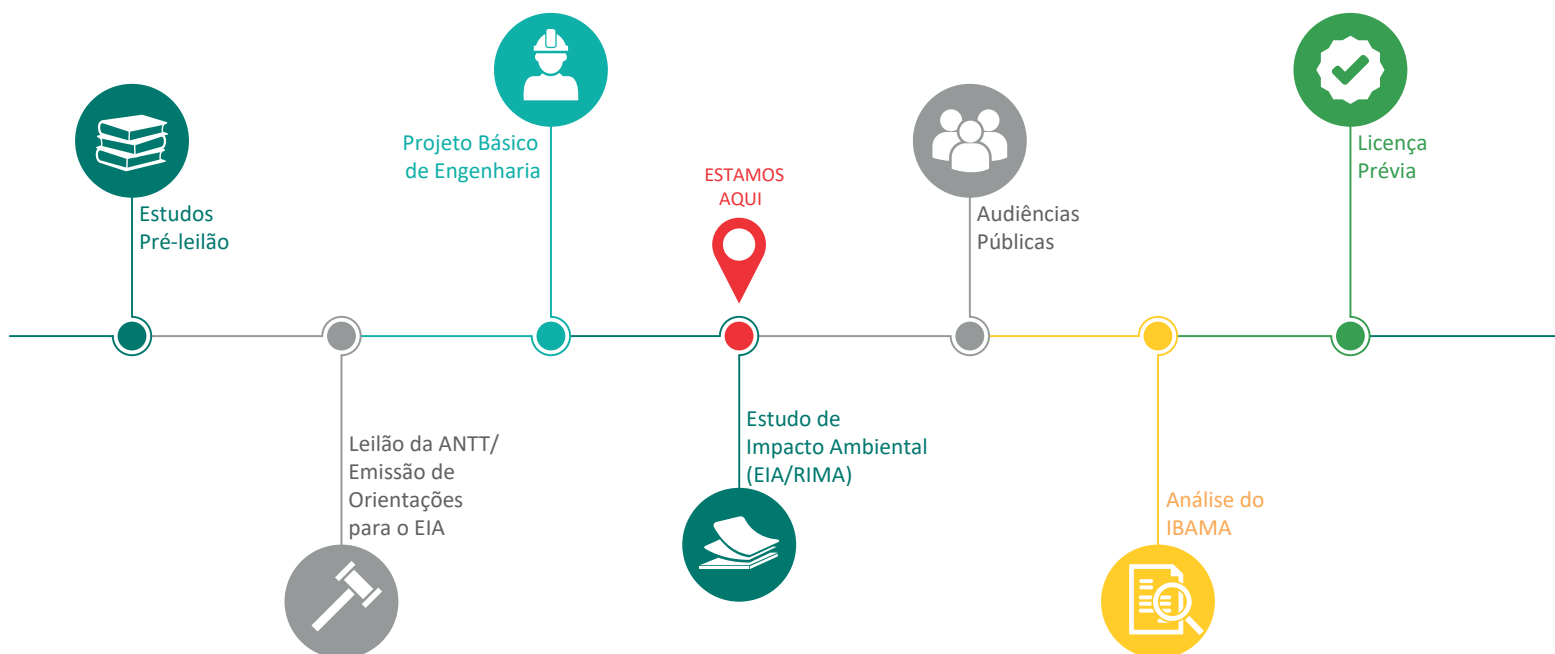 Estudos
Pré-leilão
Leilão da ANTT/
Emissão de
Orientações
para o EIA
Projeto Básico
de Engenharia
ESTAMOS
AQUI
Estudo de
Impacto Ambiental
(EIA/RIMA)
Audiências
Públicas
Análise do
IBAMA
Licença
Prévia